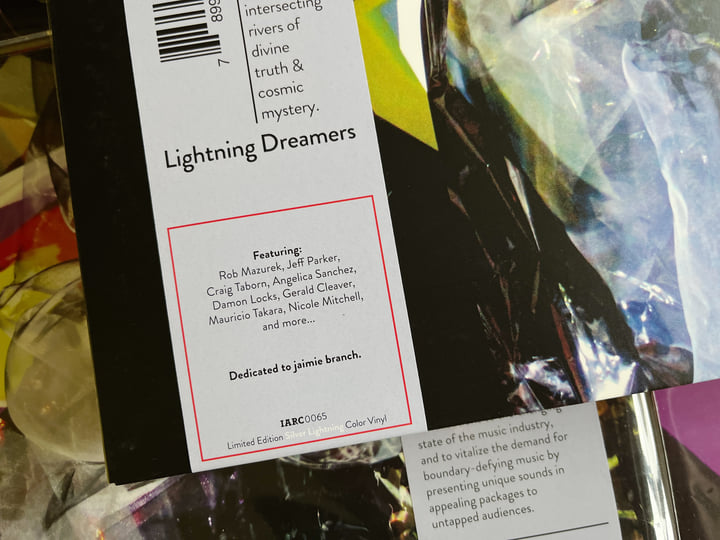 7
899
intersecting
rivers of
divine
truth &
cosmic
mystery.
Lightning Dreamers
Featuring:
Rob Mazurek, Jeff Parker,
Craig Taborn, Angelica Sanchez,
Damon Locks, Gerald Cleaver,
Mauricio Takara, Nicole Mitchell,
and more...
Dedicated to jaimie branch.
IARC0065
Limited Edition Silver Lightning Color Vinyl
state of the music industry,
and to vitalize the demand for
boundary-defying music by
presenting unique sounds in
appealing packages to
untapped audiences.